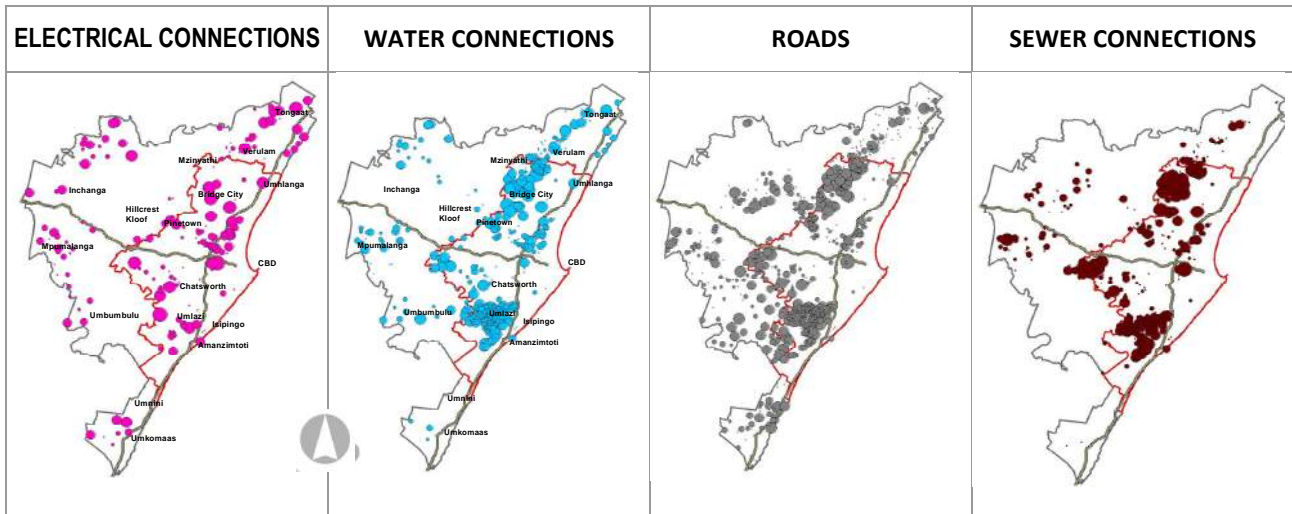 ELECTRICAL CONNECTIONS
WATER CONNECTIONS
ROADS
SEWER CONNECTIONS
Tongaat
Verulam
Mzinyathi
Umhlanga
Inchanga
Bridge City
Hillcrest
Kloof
Pinetown
Mpumalanga
CBD
Chatsworth
Umbumbulu
Umlazi
Isipingo
Amanzimtoti
Umnini
Umkomaas
Tongaat
Verulam
Mzinyathi
Umhlanga
Inchanga
Bridge City
Hillcrest
Kloof
Pinetown
Mpumalanga
CBD
Chatsworth
Umbumbulu
Umlazi
Isipingo
Amanzimtoti
Umnini
Umkomaas